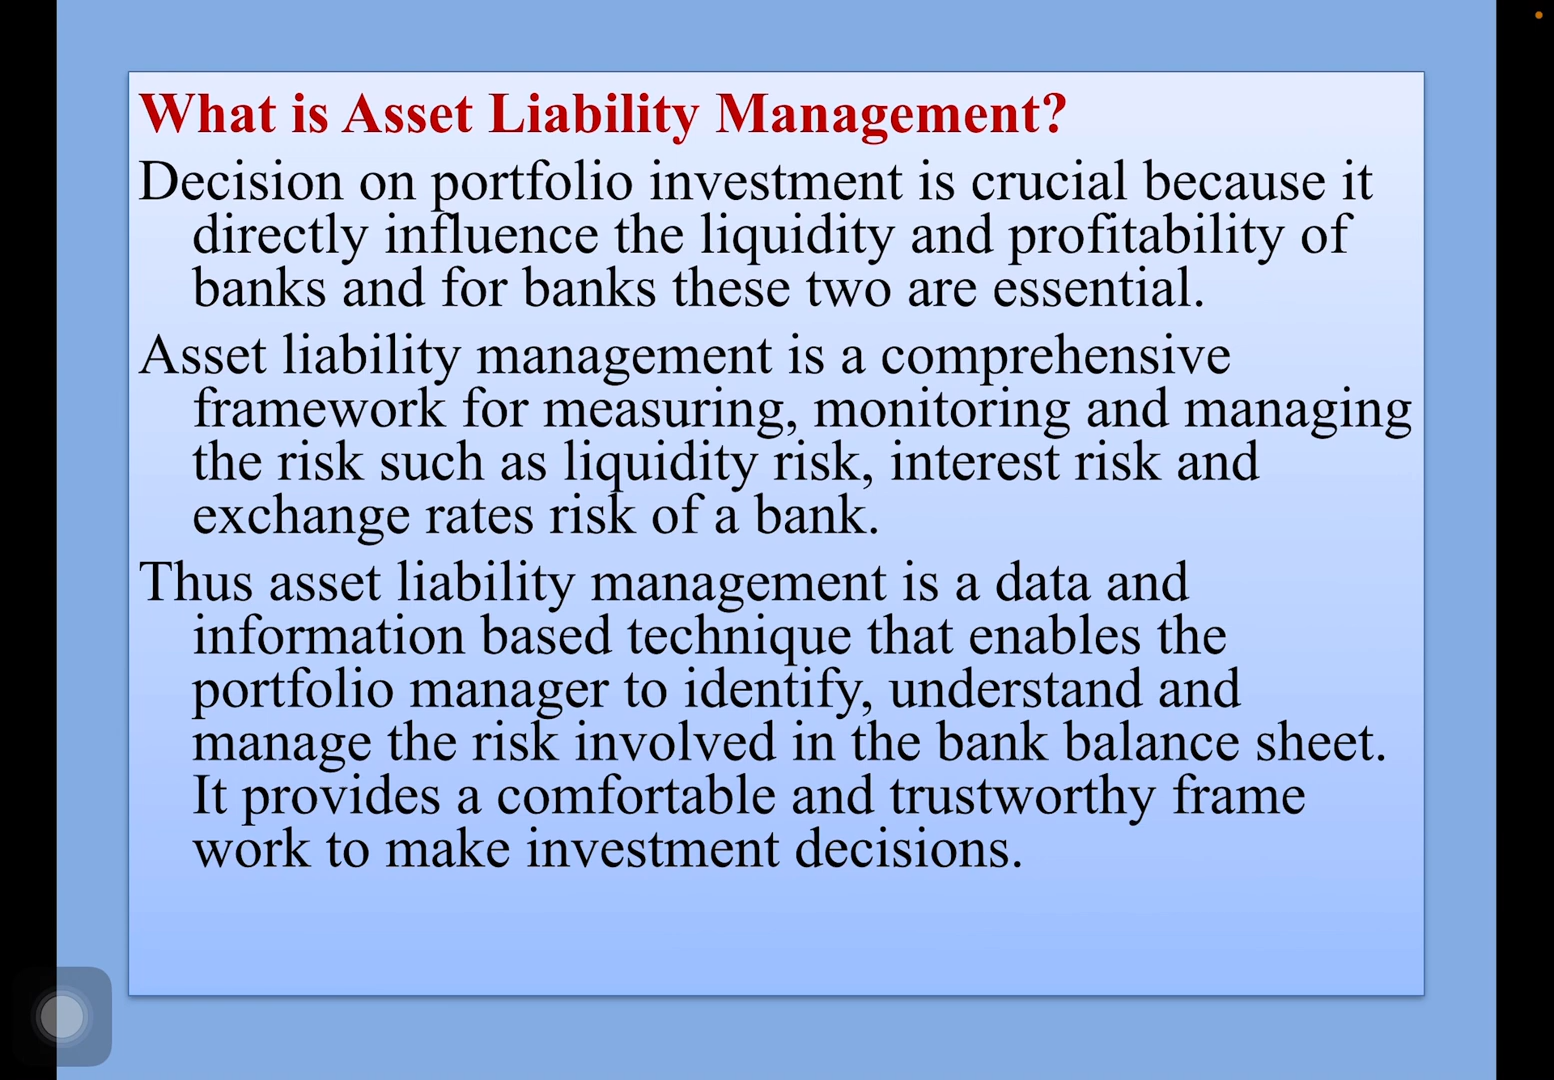 What is Asset Liability Management?
Decision on portfolio investment is crucial because it
directly influence the liquidity and profitability of
banks and for banks these two are essential.
Asset liability management is a comprehensive
framework for measuring, monitoring and managing
the risk such as liquidity risk, interest risk and
exchange rates risk of a bank.
Thus asset liability management is a data and
information based technique that enables the
portfolio manager to identify, understand and
manage the risk involved in the bank balance sheet.
It provides a comfortable and trustworthy frame
work to make investment decisions.